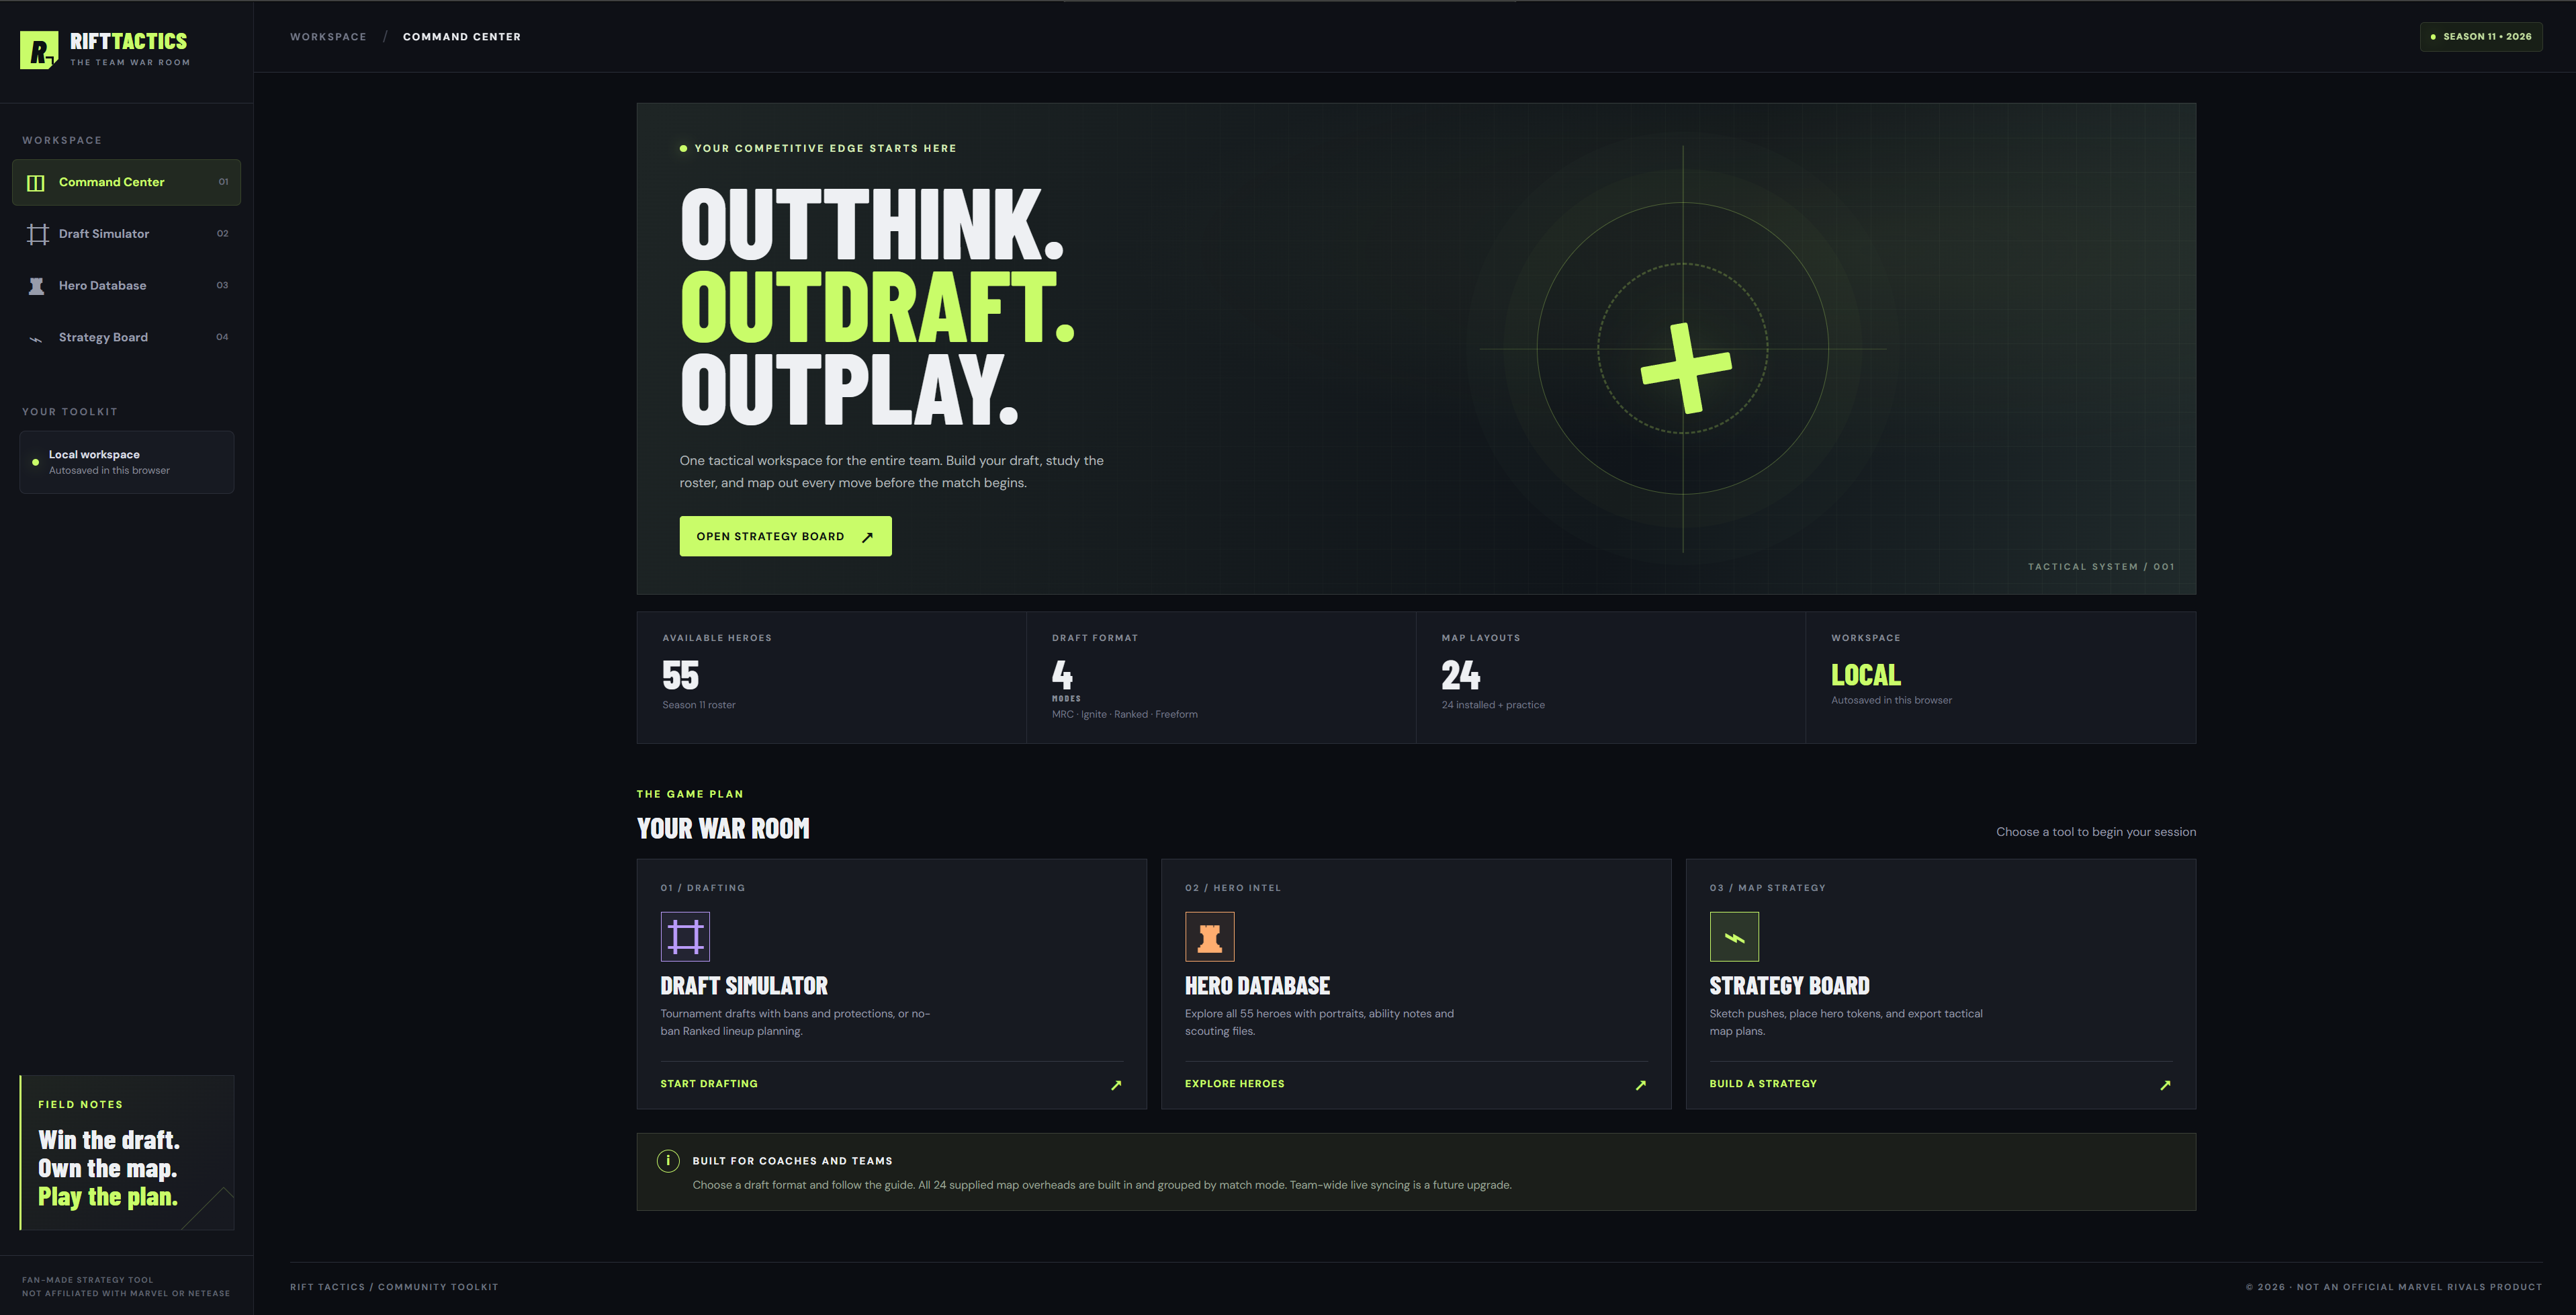 RIFTTACTICS
THE TEAM WAR ROOM
WORKSPACE
Command Center 01
Draft Simulator 02
Hero Database 03
Strategy Board 04
YOUR TOOLKIT
Local workspace
Autosaved in this browser
FIELD NOTES
Win the draft.
Own the map.
Play the plan.
FAN-MADE STRATEGY TOOL
NOT AFFILIATED WITH MARVEL OR NETEASE
WORKSPACE / COMMAND CENTER
SEASON 11 • 2026
YOUR COMPETITIVE EDGE STARTS HERE
OUTTHINK.
OUTDRAFT.
OUTPLAY.
One tactical workspace for the entire team. Build your draft, study the
roster, and map out every move before the match begins.
OPEN STRATEGY BOARD ↗
TACTICAL SYSTEM / 001
AVAILABLE HEROES
55
Season 11 roster
DRAFT FORMAT
4
MODES
MRC · Ignite · Ranked · Freeform
MAP LAYOUTS
24
24 installed + practice
WORKSPACE
LOCAL
Autosaved in this browser
THE GAME PLAN
YOUR WAR ROOM
Choose a tool to begin your session
01 / DRAFTING
DRAFT SIMULATOR
Tournament drafts with bans and protections, or no-
ban Ranked lineup planning.
START DRAFTING ↗
02 / HERO INTEL
HERO DATABASE
Explore all 55 heroes with portraits, ability notes and
scouting files.
EXPLORE HEROES ↗
03 / MAP STRATEGY
STRATEGY BOARD
Sketch pushes, place hero tokens, and export tactical
map plans.
BUILD A STRATEGY ↗
i
BUILT FOR COACHES AND TEAMS
Choose a draft format and follow the guide. All 24 supplied map overheads are built in and grouped by match mode. Team-wide live syncing is a future upgrade.
RIFT TACTICS / COMMUNITY TOOLKIT
© 2026 · NOT AN OFFICIAL MARVEL RIVALS PRODUCT